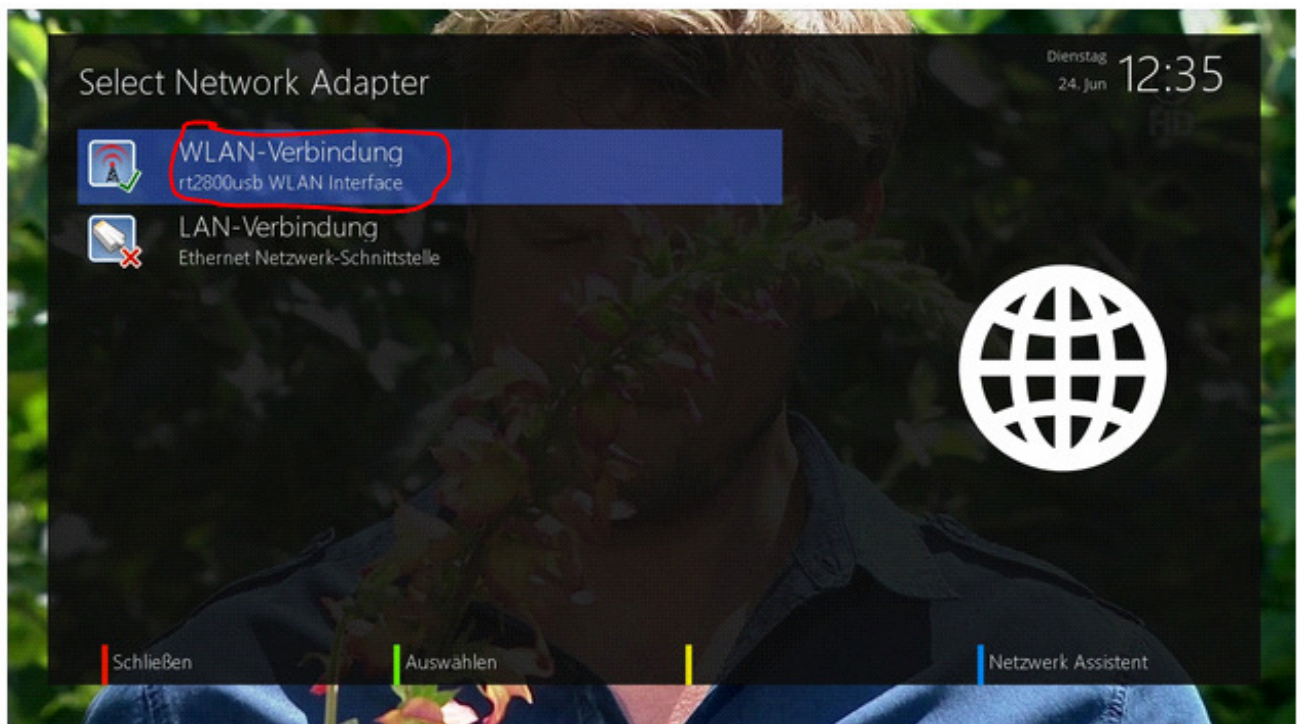 Select Network Adapter
Dienstag
24. Jun
12:35
WLAN-Verbindung
rt2800usb WLAN Interface
LAN-Verbindung
Ethernet Netzwerk-Schnittstelle
Schließen
Auswählen
Netzwerk Assistent